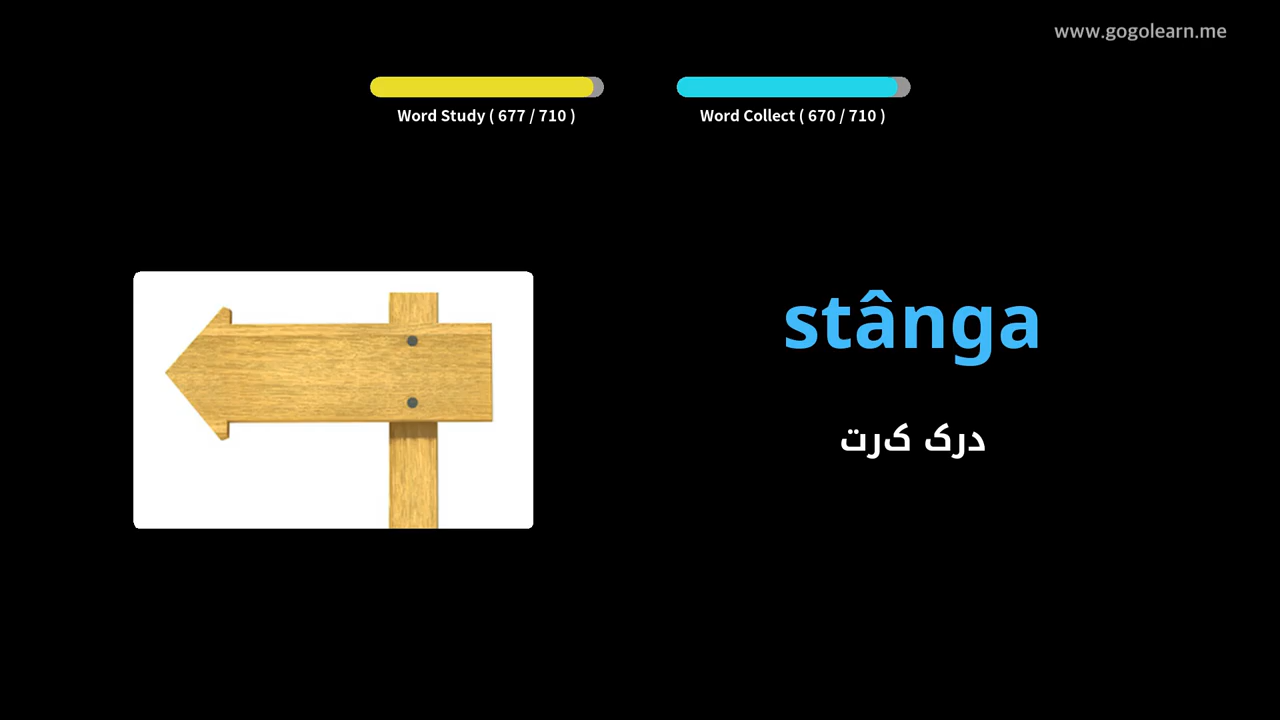 www.gogolearn.me
Word Study ( 677 / 710 )
Word Collect ( 670 / 710 )
stânga
درک کرت